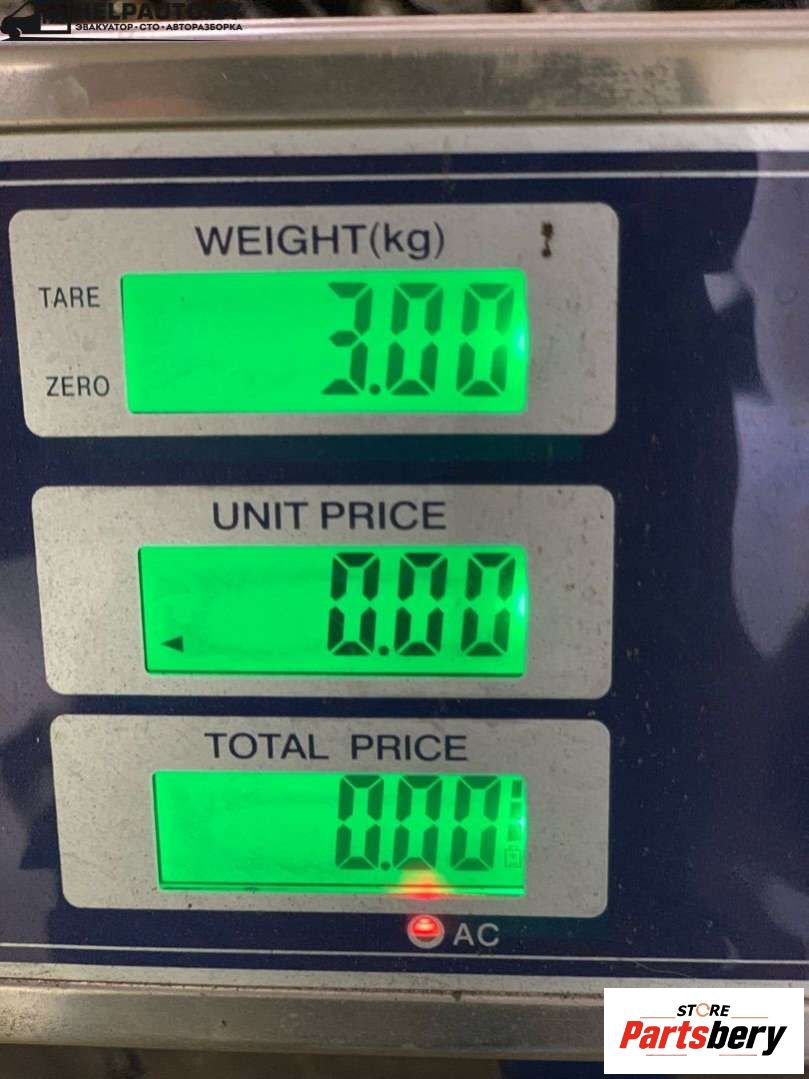 ЭВАКУАТОР•СТО•АВТОРАЗБОРКА
WEIGHT(kg)
TARE
3.00
ZERO
UNIT PRICE
0.00
TOTAL PRICE
0.00
AC
STORE
Partsbery